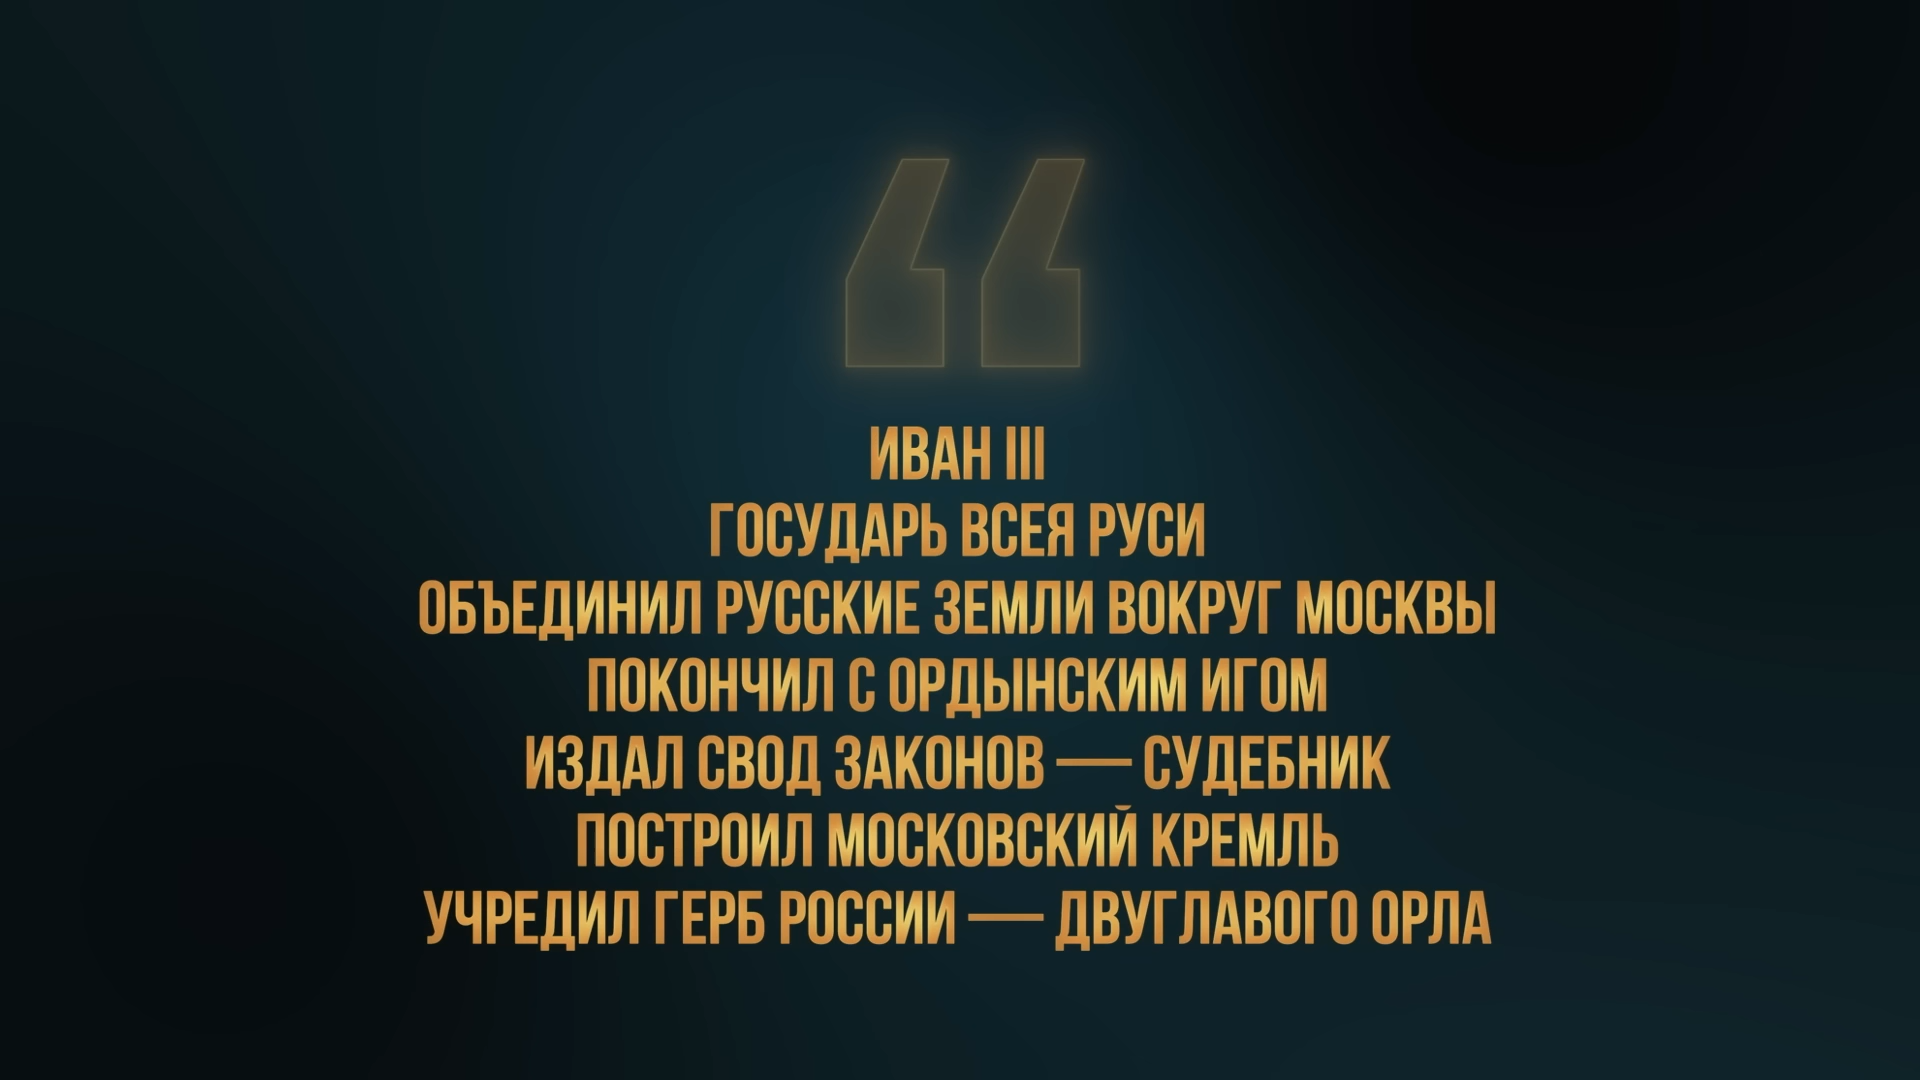 ИВАН III
ГОСУДАРЬ ВСЕЯ РУСИ
ОБЪЕДИНИЛ РУССКИЕ ЗЕМЛИ ВОКРУГ МОСКВЫ
ПОКОНЧИЛ С ОРДЫНСКИМ ИГОМ
ИЗДАЛ СВОД ЗАКОНОВ — СУДЕБНИК
ПОСТРОИЛ МОСКОВСКИЙ КРЕМЛЬ
УЧРЕДИЛ ГЕРБ РОССИИ — ДВУГЛАВОГО ОРЛА